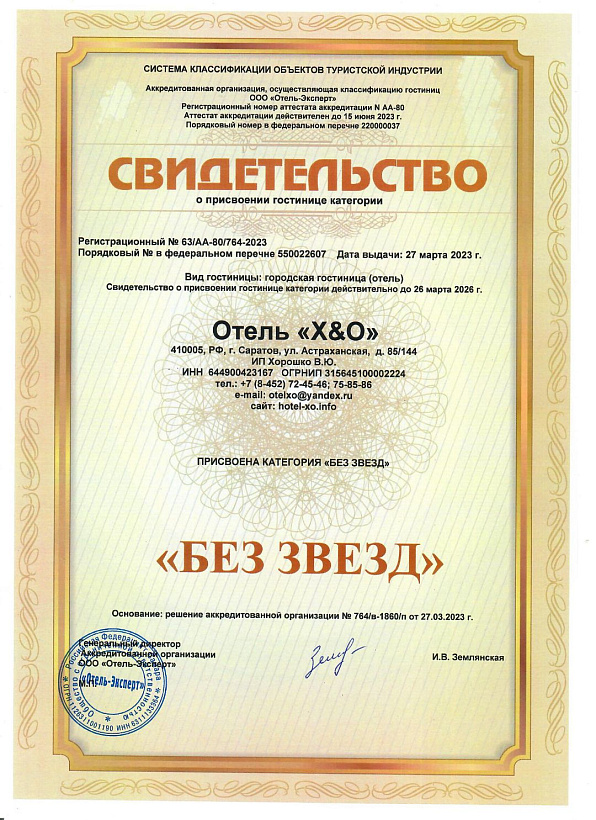 СИСТЕМА КЛАССИФИКАЦИИ ОБЪЕКТОВ ТУРИСТСКОЙ ИНДУСТРИИ
Аккредитованная организация, осуществляющая классификацию гостиниц
ООО «Отель-Эксперт»
Регистрационный номер аттестата аккредитации N АА-80
Аттестат аккредитации действителен до 15 июня 2023 г.
Порядковый номер в федеральном перечне 220000037
СВИДЕТЕЛЬСТВО
о присвоении гостинице категории
Регистрационный № 63/АА-80/764-2023
Порядковый № в федеральном перечне 550022607 Дата выдачи: 27 марта 2023 г.
Вид гостиницы: городская гостиница (отель)
Свидетельство о присвоении гостинице категории действительно до 26 марта 2026 г.
Отель «Х&О»
410005, РФ, г. Саратов, ул. Астраханская, д. 85/144
ИП Хорошко В.Ю.
ИНН 644900423167 ОГРНИП 315645100002224
тел.: +7 (8-452) 72-45-46; 75-85-86
e-mail: otelxo@yandex.ru
сайт: hotel-xo.info
ПРИСВОЕНА КАТЕГОРИЯ «БЕЗ ЗВЕЗД»
«БЕЗ ЗВЕЗД»
Основание: решение аккредитованной организации № 764/в-1860/п от 27.03.2023 г.
Генеральный директор
Аккредитованной организации
ООО «Отель-Эксперт»
И.В. Землянская
М.П.
«Отель-Эксперт»